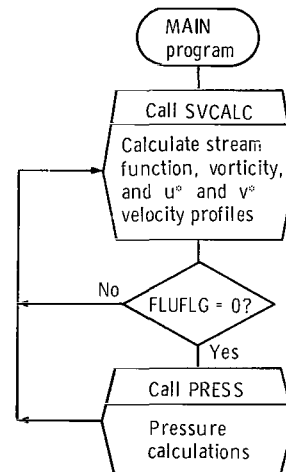 MAIN
program
Call SVCALC
Calculate stream
function, vorticity,
and u* and v*
velocity profiles
No
FLUFLG = 0?
Yes
Call PRESS
Pressure
calculations